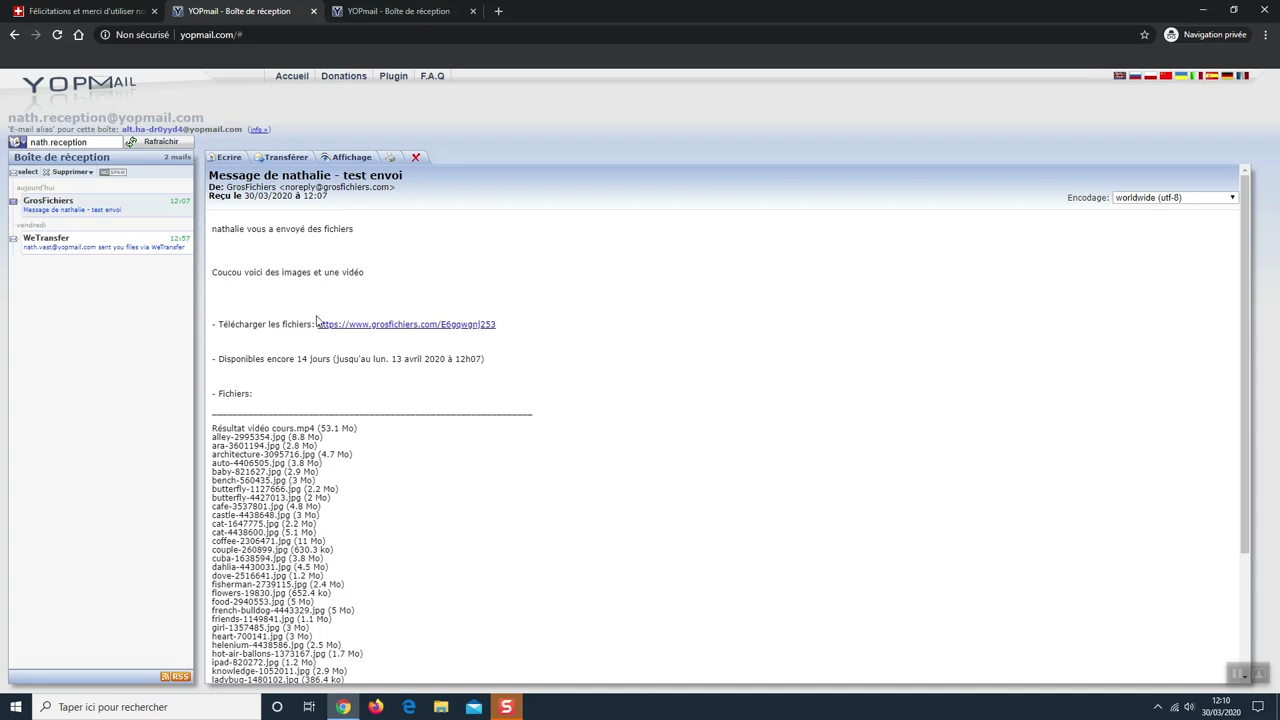 Félicitations et merci d'utiliser no
YOPmail - Boîte de réception
YOPmail - Boîte de réception
Non sécurisé
yopmail.com/#
Navigation privée
YOPMAIL
Accueil
Donations
Plugin
F.A.Q
nath.reception@yopmail.com
'E-mail alias' pour cette boîte: alt.ha-dr0yyd4@yopmail.com (info »)
nath.reception
Rafraîchir
Boîte de réception
2 mails
select
Supprimer
NO SPAM
aujourd'hui
GrosFichiers 12:07
Message de nathalie - test envoi
vendredi
WeTransfer 12:57
nath.vast@yopmail.com sent you files via WeTransfer
RSS
Ecrire
Transférer
Affichage
Message de nathalie - test envoi
De: GrosFichiers <noreply@grosfichiers.com>
Reçu le 30/03/2020 à 12:07
Encodage: worldwide (utf-8)
nathalie vous a envoyé des fichiers
Coucou voici des images et une vidéo
- Télécharger les fichiers: https://www.grosfichiers.com/E6gqwgnj253
- Disponibles encore 14 jours (jusqu'au lun. 13 avril 2020 à 12h07)
- Fichiers:
Résultat vidéo cours.mp4 (53.1 Mo)
alley-2995354.jpg (8.8 Mo)
ara-3601194.jpg (2.8 Mo)
architecture-3095716.jpg (4.7 Mo)
auto-4406505.jpg (3.8 Mo)
baby-821627.jpg (2.9 Mo)
bench-560435.jpg (3 Mo)
butterfly-1127666.jpg (2.2 Mo)
butterfly-4427013.jpg (2 Mo)
cafe-3537801.jpg (4.8 Mo)
castle-4438648.jpg (3 Mo)
cat-1647775.jpg (2.2 Mo)
cat-4438600.jpg (5.1 Mo)
coffee-2306471.jpg (11 Mo)
couple-260899.jpg (630.3 ko)
cuba-1638594.jpg (3.8 Mo)
dahlia-4430031.jpg (4.5 Mo)
dove-2516641.jpg (1.2 Mo)
fisherman-2739115.jpg (2.4 Mo)
flowers-19830.jpg (652.4 ko)
food-2940553.jpg (5 Mo)
french-bulldog-4443329.jpg (5 Mo)
friends-1149841.jpg (1.1 Mo)
girl-1357485.jpg (3 Mo)
heart-700141.jpg (3 Mo)
helenium-4438586.jpg (2.5 Mo)
hot-air-ballons-1373167.jpg (1.7 Mo)
ipad-820272.jpg (1.2 Mo)
knowledge-1052011.jpg (2.9 Mo)
ladybug-1480102.jpg (386.4 ko)
Taper ici pour rechercher
12:10
30/03/2020